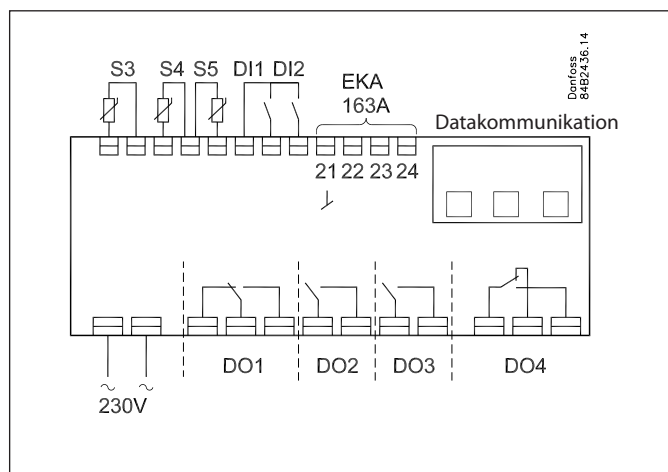 S3 S4 S5 DI1 DI2
EKA
163A
Danfoss
84B2436.14
Datakommunikation
21 22 23 24
DO1 DO2 DO3 DO4
~ ~
230V